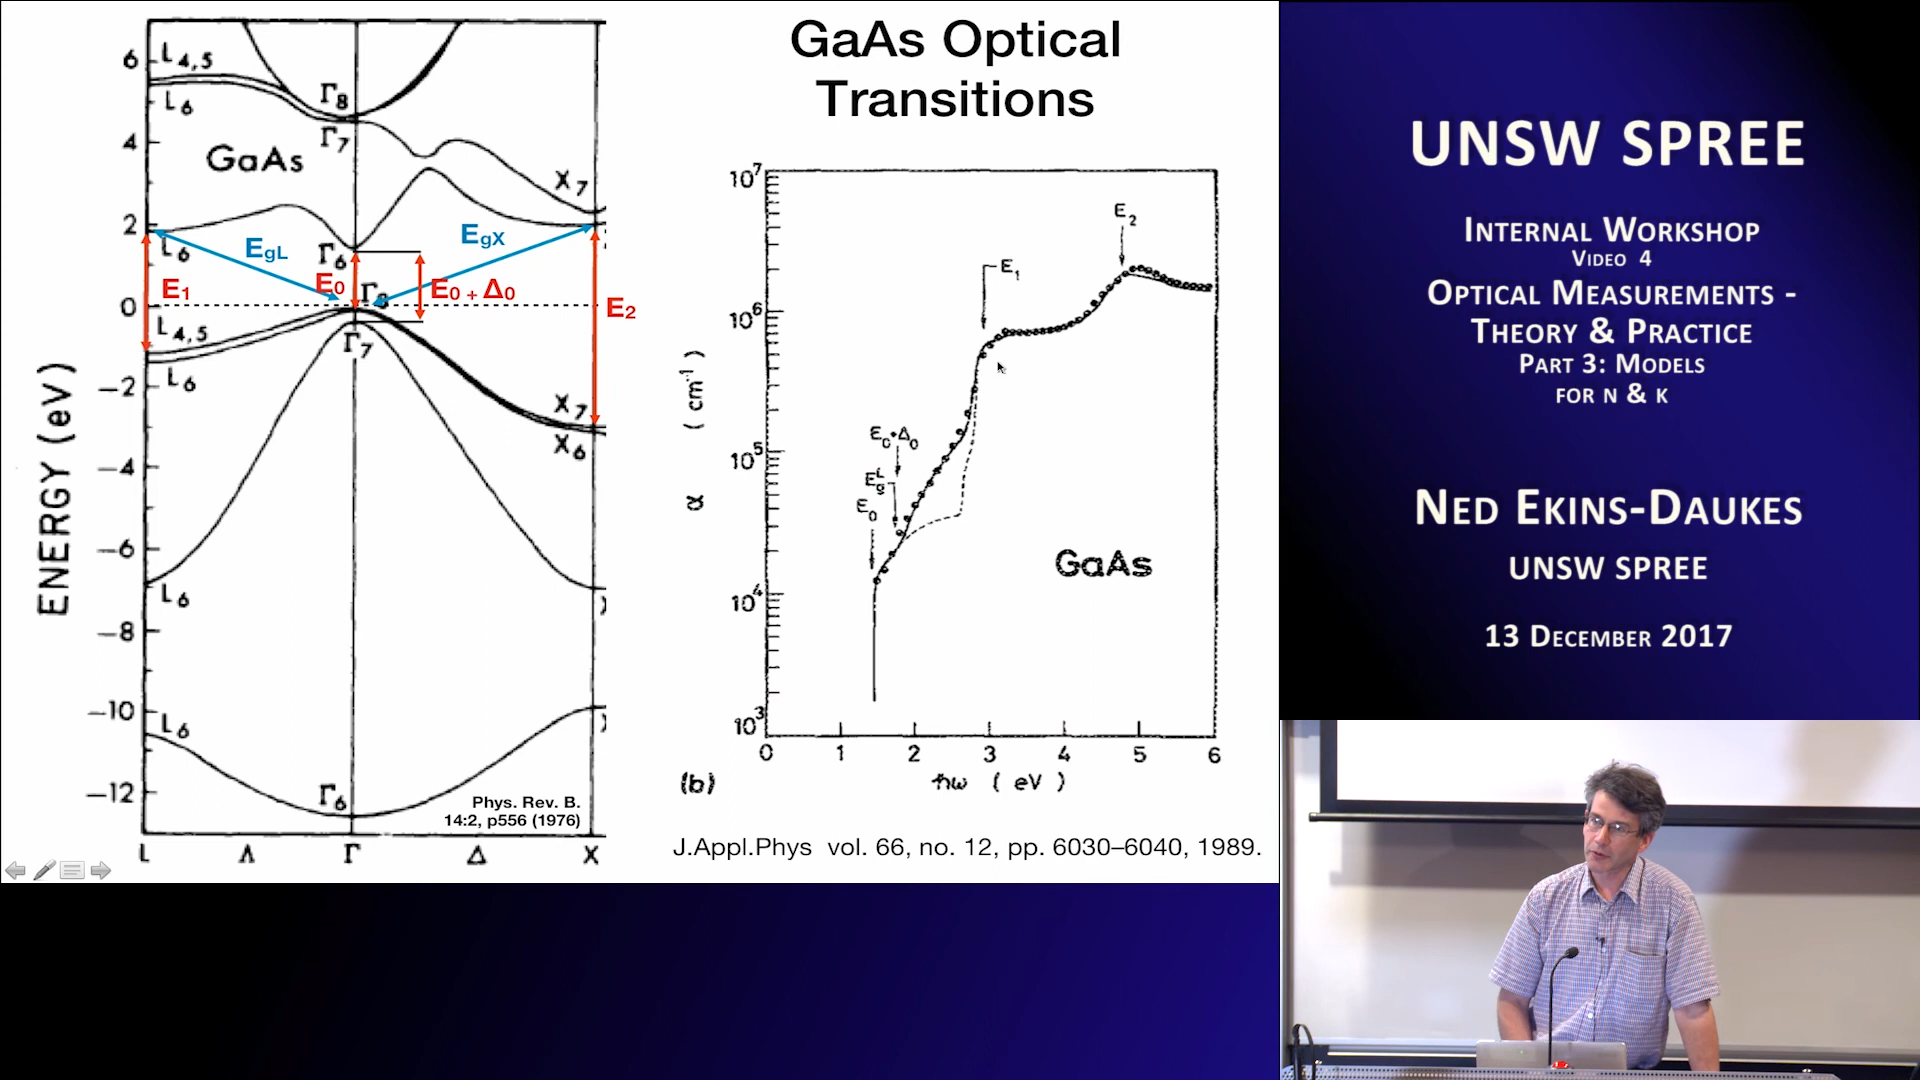 GaAs Optical
Transitions
6
4
2
0
−2
−4
−6
−8
−10
−12
ENERGY (eV)
L4,5
L6
Γ8
Γ7
GaAs
X7
L6
EgL
Γ6
EgX
E1
E0
Γ8
E0 + Δ0
E2
L4,5
Γ7
L6
X7
X6
L6
L6
Γ6
Phys. Rev. B.
14:2, p556 (1976)
L Λ Γ Δ X
10^7
10^6
10^5
10^4
10^3
α (cm^-1)
E2
E1
E0+Δ0
E^L_g
E0
GaAs
0 1 2 3 4 5 6
(b) ħω (eV)
J.Appl.Phys vol. 66, no. 12, pp. 6030–6040, 1989.
UNSW SPREE
Internal Workshop
Video 4
Optical Measurements -
Theory & Practice
Part 3: Models
for n & k
Ned Ekins-Daukes
UNSW SPREE
13 December 2017